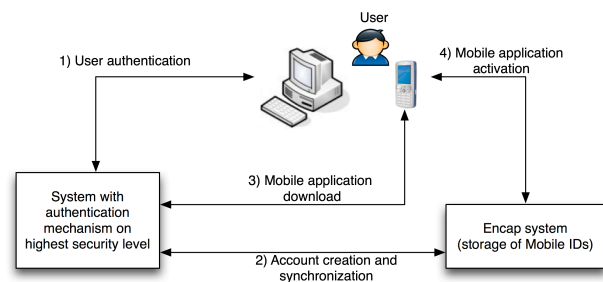 User
1) User authentication
4) Mobile application
activation
3) Mobile application
download
System with
authentication
mechanism on
highest security level
Encap system
(storage of Mobile IDs)
2) Account creation and
synchronization